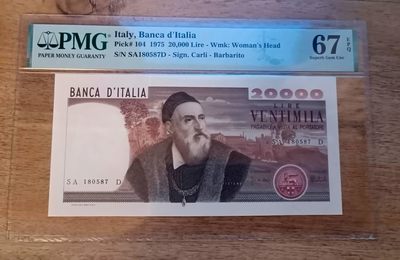 PMG
PAPER MONEY GUARANTY
Italy, Banca d'Italia
Pick# 104 1975 20,000 Lire - Wmk: Woman's Head
S/N SA180587D - Sign. Carli - Barbarito
67 EPQ
Superb Gem Unc
BANCA D'ITALIA
20000
LIRE
VENTIMILA
PAGABILI A VISTA AL PORTATORE
SA 180587 D
SA 180587 D